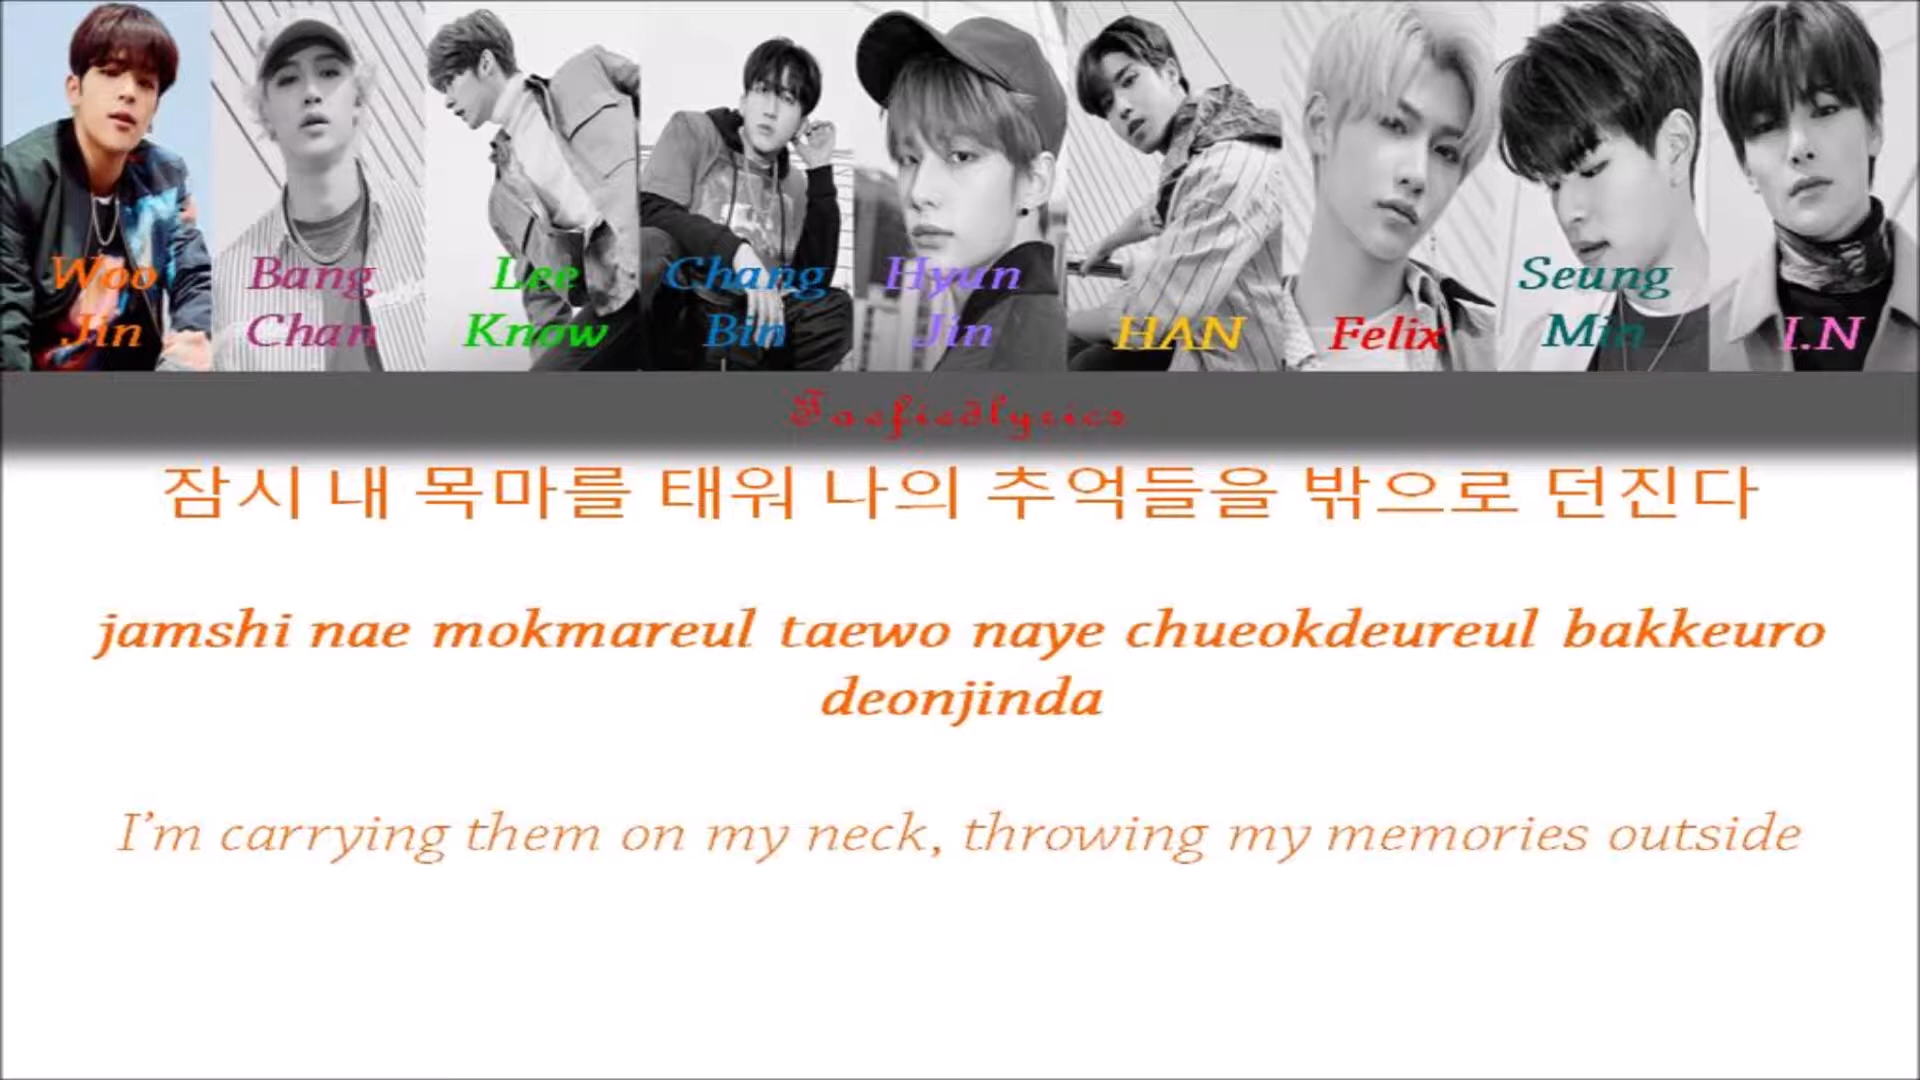 Woo Jin
Bang Chan
Lee Know
Chang Bin
Hyun Jin
HAN
Felix
Seung Min
I.N
Taefiedlyrics
잠시 내 목마를 태워 나의 추억들을 밖으로 던진다
jamshi nae mokmareul taewo naye chueokdeureul bakkeuro
deonjinda
I’m carrying them on my neck, throwing my memories outside